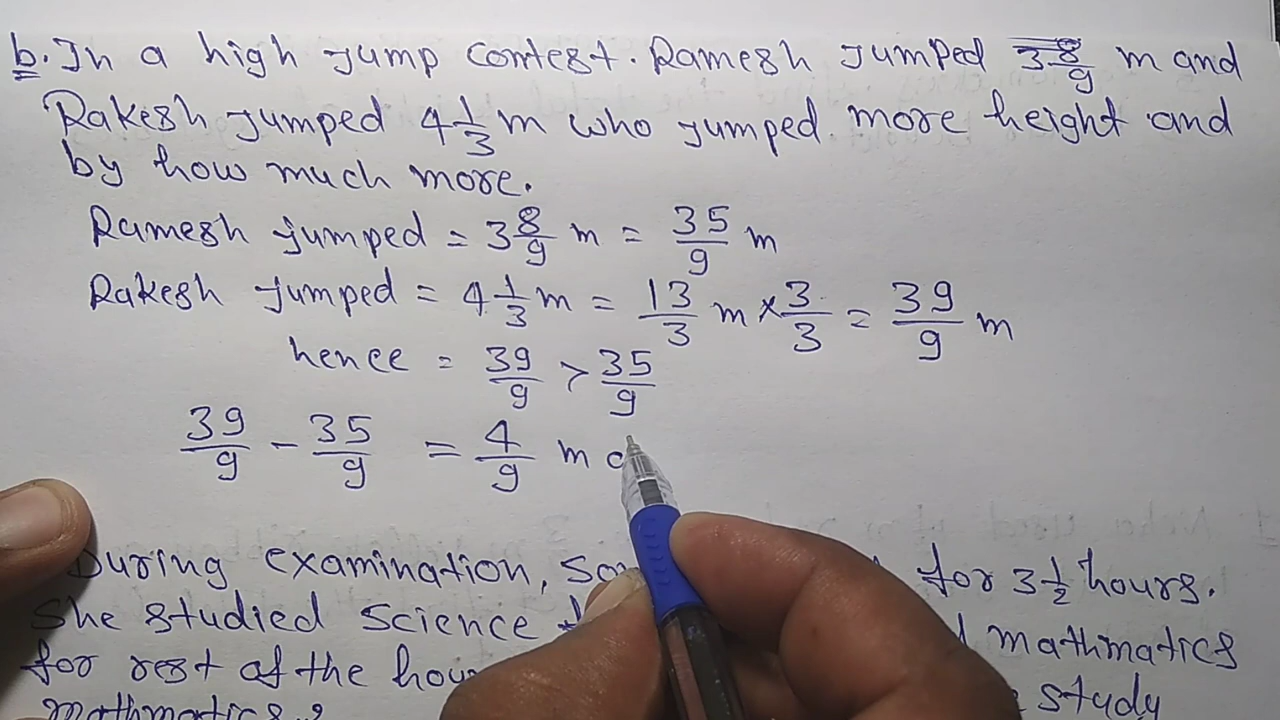 b. In a high jump contest. Ramesh jumped 3 8/9 m and
Rakesh jumped 4 1/3 m who jumped more height and
by how much more.
Ramesh jumped = 3 8/9 m = 35/9 m
Rakesh jumped = 4 1/3 m = 13/3 m × 3/3 = 39/9 m
hence = 39/9 > 35/9
39/9 - 35/9 = 4/9 m
During examination, for 3 1/2 hours.
She studied science mathmatics
for rest of the study
mathmatics?